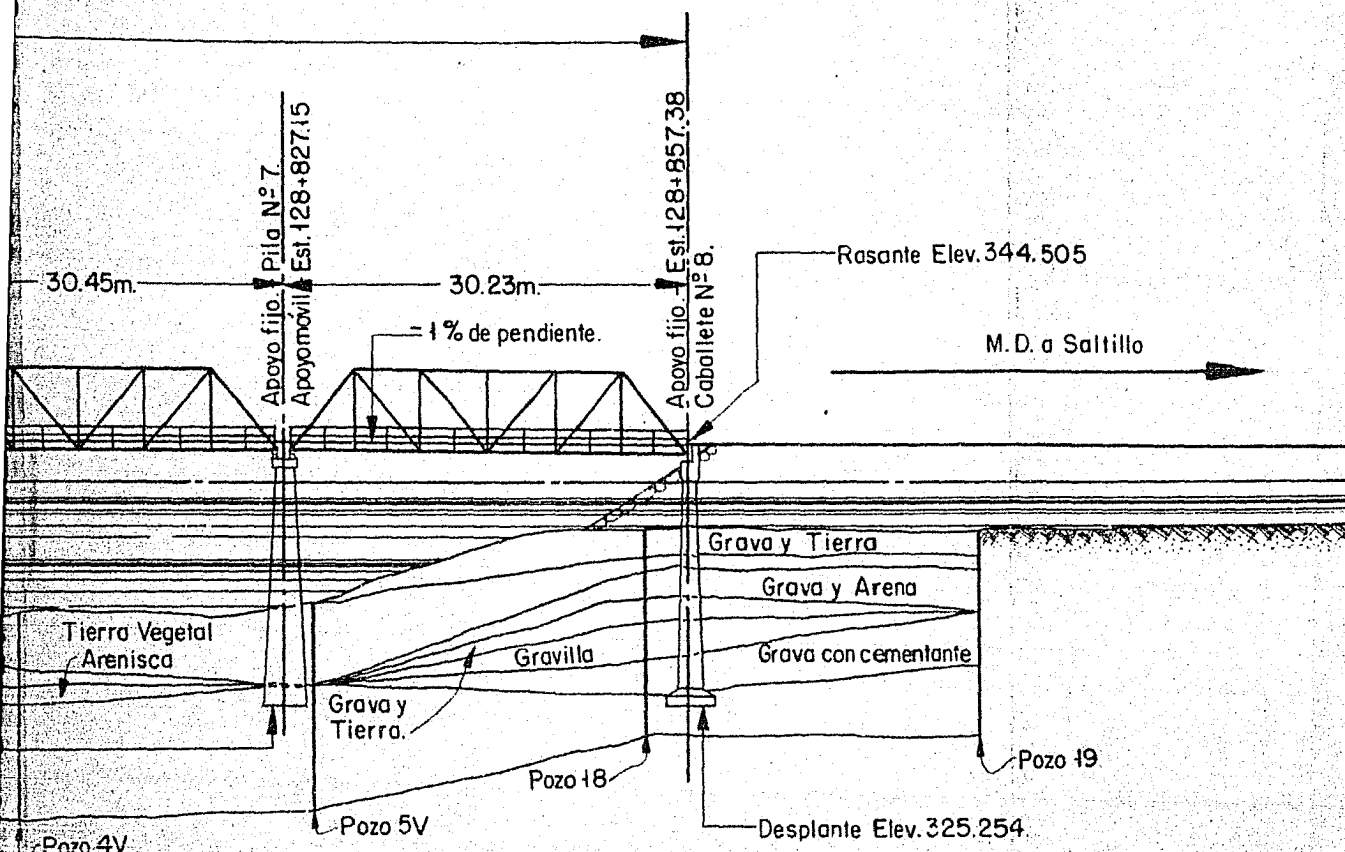 Apoyo fijo. Pila Nº 7.
Apoyo móvil Est. 128+827.15
Apoyo fijo. Est. 128+857.38
Caballete Nº 8.
Rasante Elev. 344.505
30.45m.
30.23m.
= 1 % de pendiente.
M.D. a Saltillo
Grava y Tierra
Grava y Arena
Tierra Vegetal
Arenisca
Gravilla
Grava con cementante
Grava y
Tierra.
Pozo 18
Pozo 19
Pozo 5V
Desplante Elev. 325.254
Pozo 4V